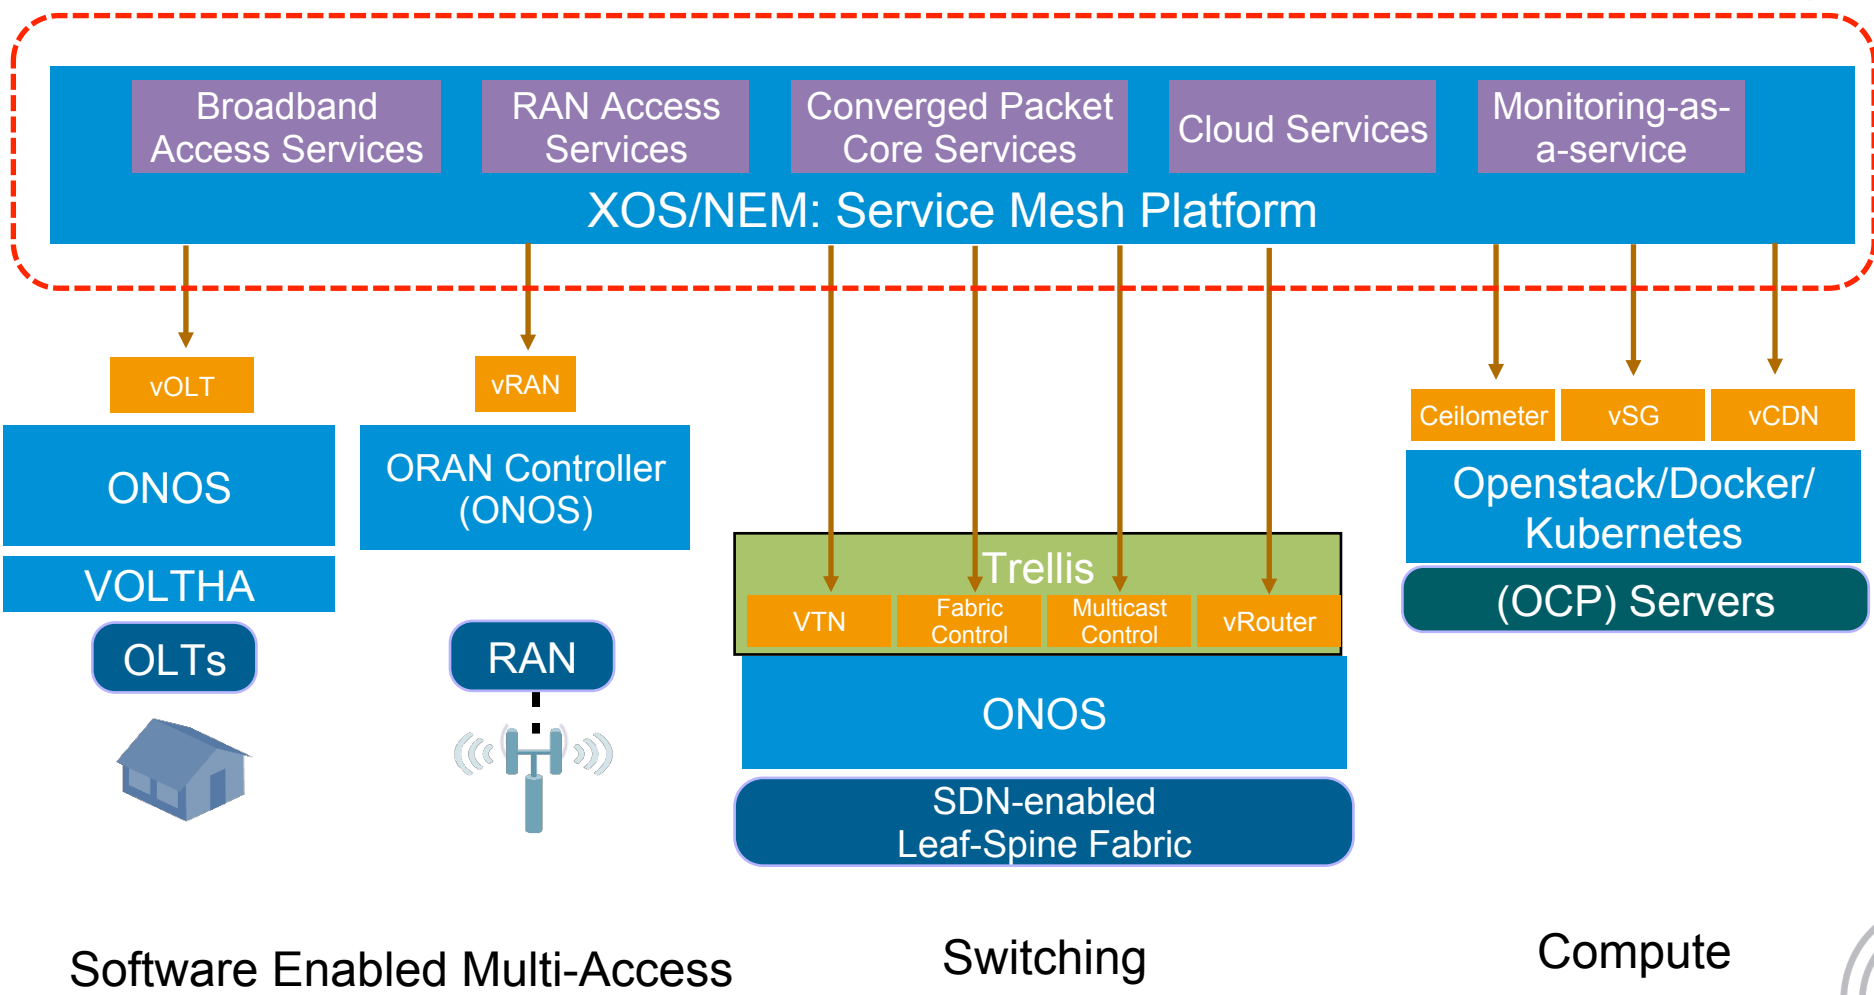 Broadband
Access Services
RAN Access
Services
Converged Packet
Core Services
Cloud Services
Monitoring-as-
a-service
XOS/NEM: Service Mesh Platform
vOLT
vRAN
Ceilometer
vSG
vCDN
ONOS
ORAN Controller
(ONOS)
Openstack/Docker/
Kubernetes
VOLTHA
Trellis
(OCP) Servers
VTN
Fabric
Control
Multicast
Control
vRouter
OLTs
RAN
ONOS
SDN-enabled
Leaf-Spine Fabric
Software Enabled Multi-Access
Switching
Compute